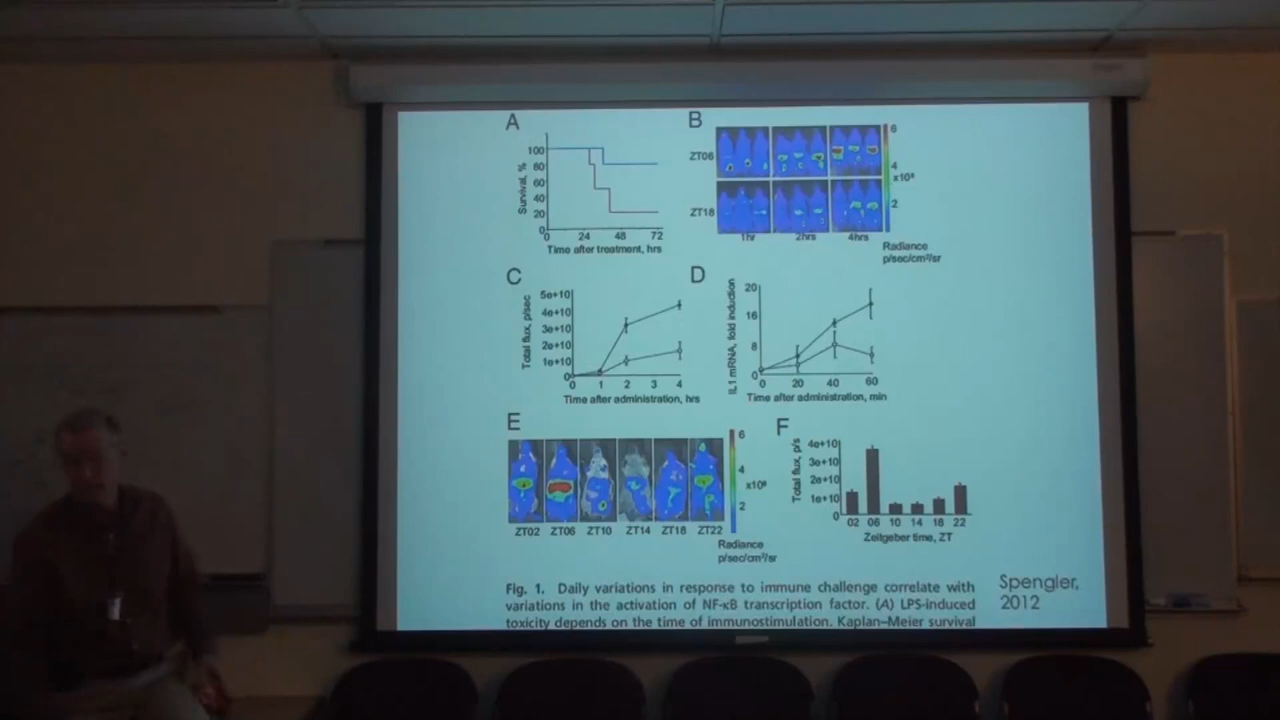 A
100
80
60
40
20
0
Survival, %
0 24 48 72
Time after treatment, hrs
B
ZT06
ZT18
1hr 2hrs 4hrs
6
4
x10⁸
2
Radiance
p/sec/cm²/sr
C
5e+10
4e+10
3e+10
2e+10
1e+10
0
Total flux, p/sec
0 1 2 3 4
Time after administration, hrs
D
20
16
8
0
IL1 mRNA, fold induction
0 20 40 60
Time after administration, min
E
ZT02 ZT06 ZT10 ZT14 ZT18 ZT22
6
4
x10⁸
2
Radiance
p/sec/cm²/sr
F
4e+10
3e+10
2e+10
1e+10
0
Total flux, p/s
02 06 10 14 18 22
Zeitgeber time, ZT
Fig. 1. Daily variations in response to immune challenge correlate with
variations in the activation of NF-κB transcription factor. (A) LPS-induced
toxicity depends on the time of immunostimulation. Kaplan–Meier survival
Spengler,
2012